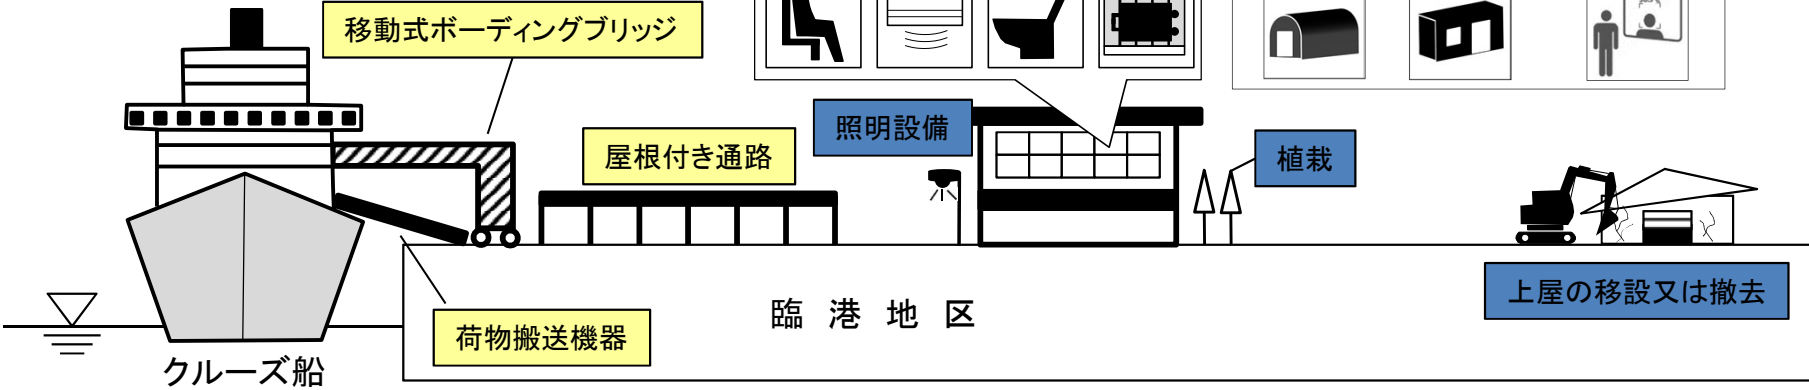 移動式ボーディングブリッジ
照明設備
屋根付き通路
植栽
上屋の移設又は撤去
臨港地区
荷物搬送機器
クルーズ船